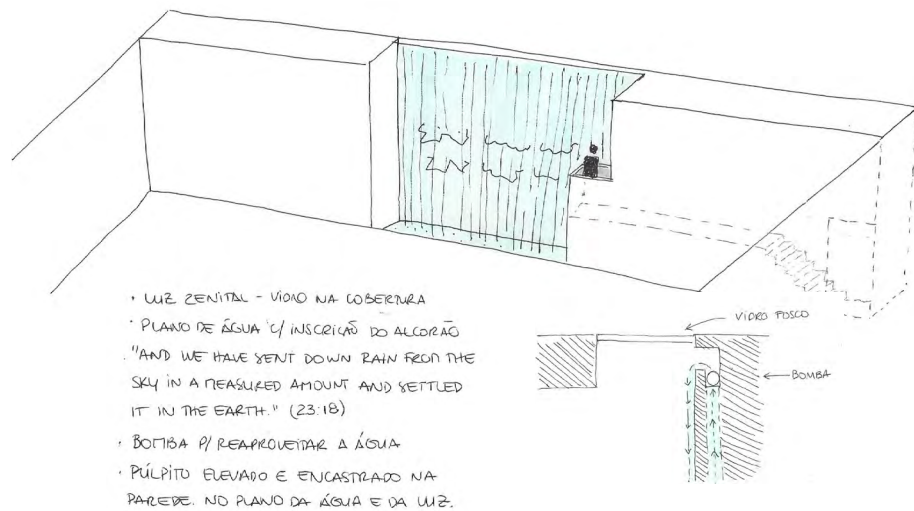 · LUZ ZENITAL - VIDRO NA COBERTURA
· PLANO DE ÁGUA C/ INSCRIÇÃO DO ALCORÃO
"AND WE HAVE SENT DOWN RAIN FROM THE
SKY IN A MEASURED AMOUNT AND SETTLED
IT IN THE EARTH." (23:18)
· BOMBA P/ REAPROVEITAR A ÁGUA
· PÚLPITO ELEVADO E ENCASTRADO NA
PAREDE. NO PLANO DA ÁGUA E DA LUZ.
VIDRO FOSCO
BOMBA